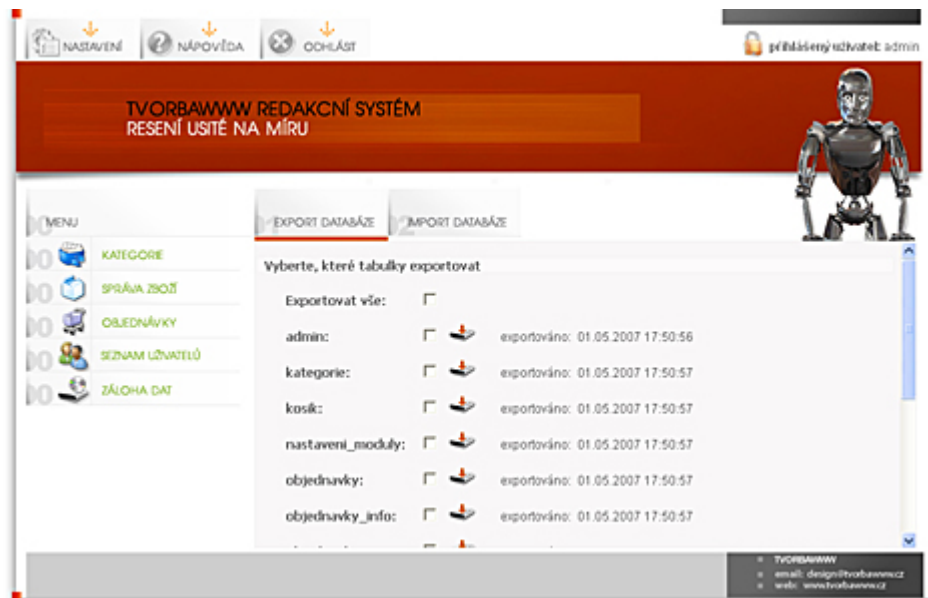 NASTAVENÍ
NÁPOVĚDA
ODHLÁSIT
přihlášený uživatel: admin
TVORBAWWW REDAKCNÍ SYSTÉM
RESENÍ USITÉ NA MÍRU
MENU
01 EXPORT DATABÁZE
02 IMPORT DATABÁZE
KATEGORIE
SPRÁVA ZBOŽÍ
OBJEDNÁVKY
SEZNAM UŽIVATELŮ
ZÁLOHA DAT
Vyberte, které tabulky exportovat
Exportovat vše:
admin: exportováno: 01.05.2007 17:50:56
kategorie: exportováno: 01.05.2007 17:50:57
kosik: exportováno: 01.05.2007 17:50:57
nastaveni_moduly: exportováno: 01.05.2007 17:50:57
objednavky: exportováno: 01.05.2007 17:50:57
objednavky_info: exportováno: 01.05.2007 17:50:57
TVORBAWWW
email: design@tvorbawww.cz
web: www.tvorbawww.cz